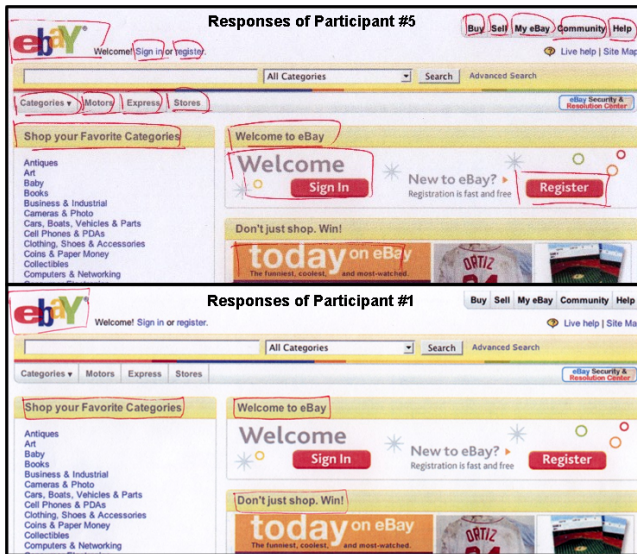 Responses of Participant #5
Buy Sell My eBay Community Help
ebaY®
Welcome! Sign in or register.
Live help | Site Map
All Categories Search Advanced Search
Categories ▾ Motors Express Stores
eBay Security &
Resolution Center
Shop your Favorite Categories
Antiques
Art
Baby
Books
Business & Industrial
Cameras & Photo
Cars, Boats, Vehicles & Parts
Cell Phones & PDAs
Clothing, Shoes & Accessories
Coins & Paper Money
Collectibles
Computers & Networking
Welcome to eBay
Welcome
Sign In
New to eBay?
Registration is fast and free
Register
Don't just shop. Win!
today on eBay
The funniest, coolest, and most-watched.
ORTIZ
Responses of Participant #1
Buy Sell My eBay Community Help
ebaY®
Welcome! Sign in or register.
Live help | Site Ma
All Categories Search Advanced Search
Categories ▾ Motors Express Stores
eBay Security &
Resolution Center
Shop your Favorite Categories
Antiques
Art
Baby
Books
Business & Industrial
Cameras & Photo
Cars, Boats, Vehicles & Parts
Cell Phones & PDAs
Clothing, Shoes & Accessories
Coins & Paper Money
Collectibles
Computers & Networking
Welcome to eBay
Welcome
Sign In
New to eBay?
Registration is fast and free
Register
Don't just shop. Win!
today on eBay
The funniest, coolest, and most-watched.
ORTIZ